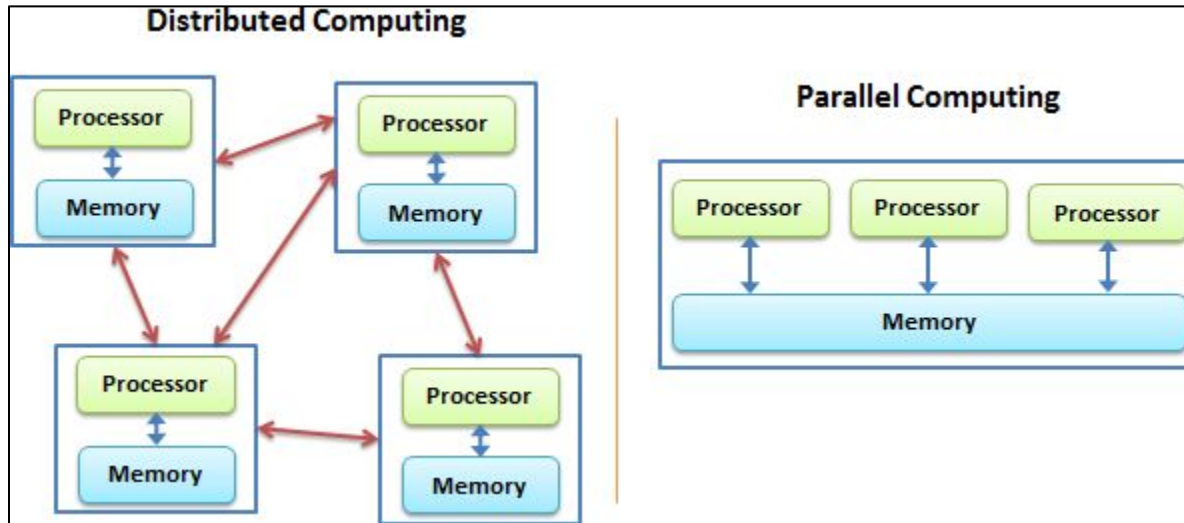 Distributed Computing
Processor
Memory
Processor
Memory
Processor
Memory
Processor
Memory
Parallel Computing
Processor
Processor
Processor
Memory